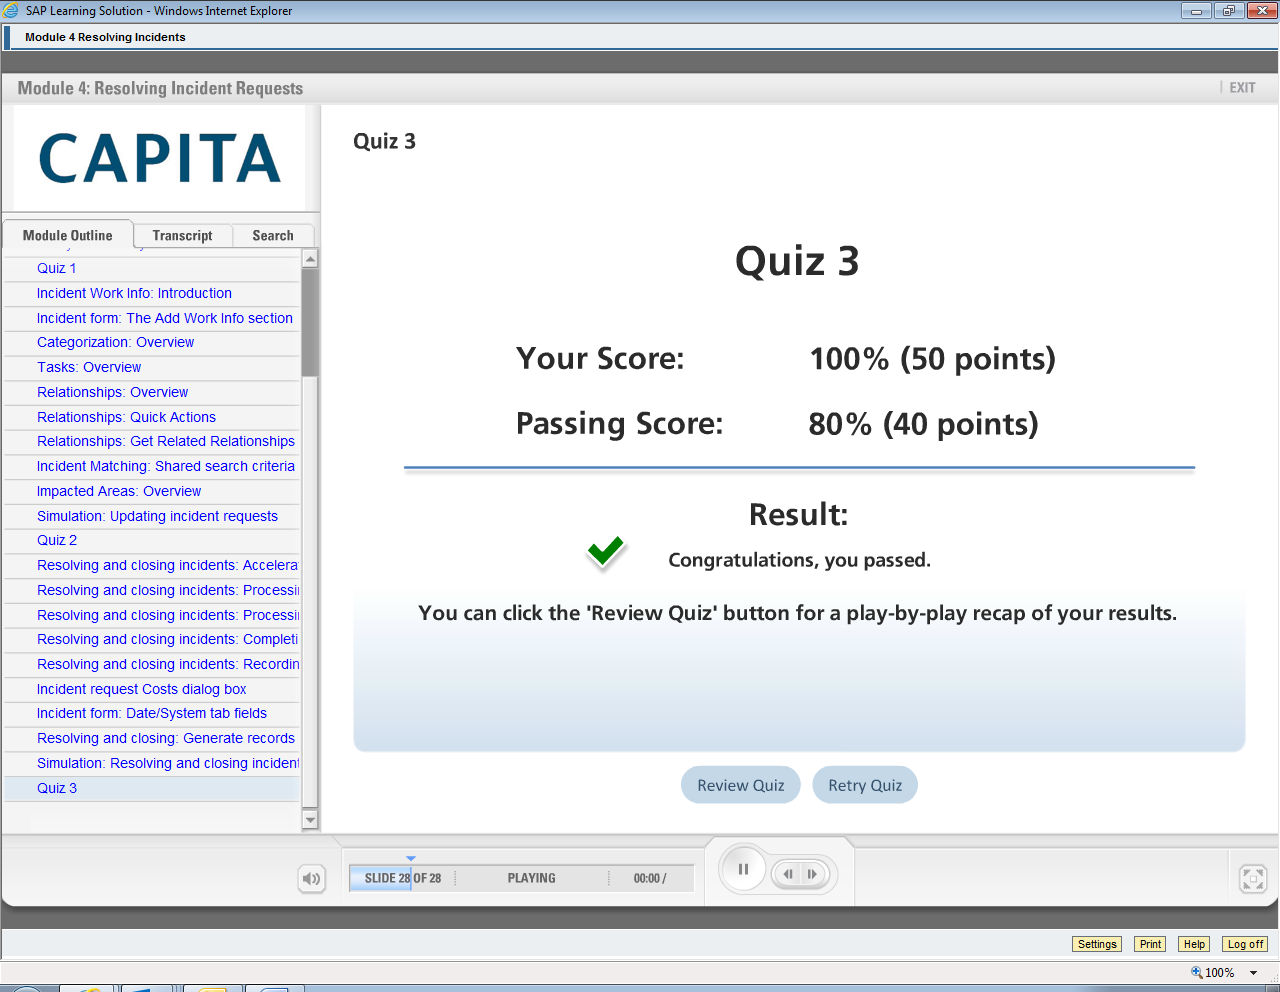 SAP Learning Solution - Windows Internet Explorer
Module 4 Resolving Incidents
Module 4: Resolving Incident Requests
EXIT
CAPITA
Module Outline
Transcript
Search
Quiz 1
Incident Work Info: Introduction
Incident form: The Add Work Info section
Categorization: Overview
Tasks: Overview
Relationships: Overview
Relationships: Quick Actions
Relationships: Get Related Relationships
Incident Matching: Shared search criteria
Impacted Areas: Overview
Simulation: Updating incident requests
Quiz 2
Resolving and closing incidents: Accelera
Resolving and closing incidents: Processi
Resolving and closing incidents: Processi
Resolving and closing incidents: Completi
Resolving and closing incidents: Recordin
Incident request Costs dialog box
Incident form: Date/System tab fields
Resolving and closing: Generate records
Simulation: Resolving and closing incident
Quiz 3
Quiz 3
Quiz 3
Your Score: 100% (50 points)
Passing Score: 80% (40 points)
Result:
Congratulations, you passed.
You can click the 'Review Quiz' button for a play-by-play recap of your results.
Review Quiz
Retry Quiz
SLIDE 28 OF 28
PLAYING
00:00 /
Settings
Print
Help
Log off
100%